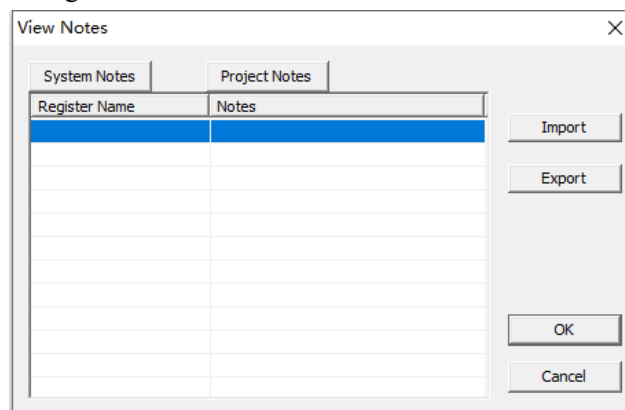 View Notes
System Notes Project Notes
Register Name Notes
Import
Export
OK
Cancel